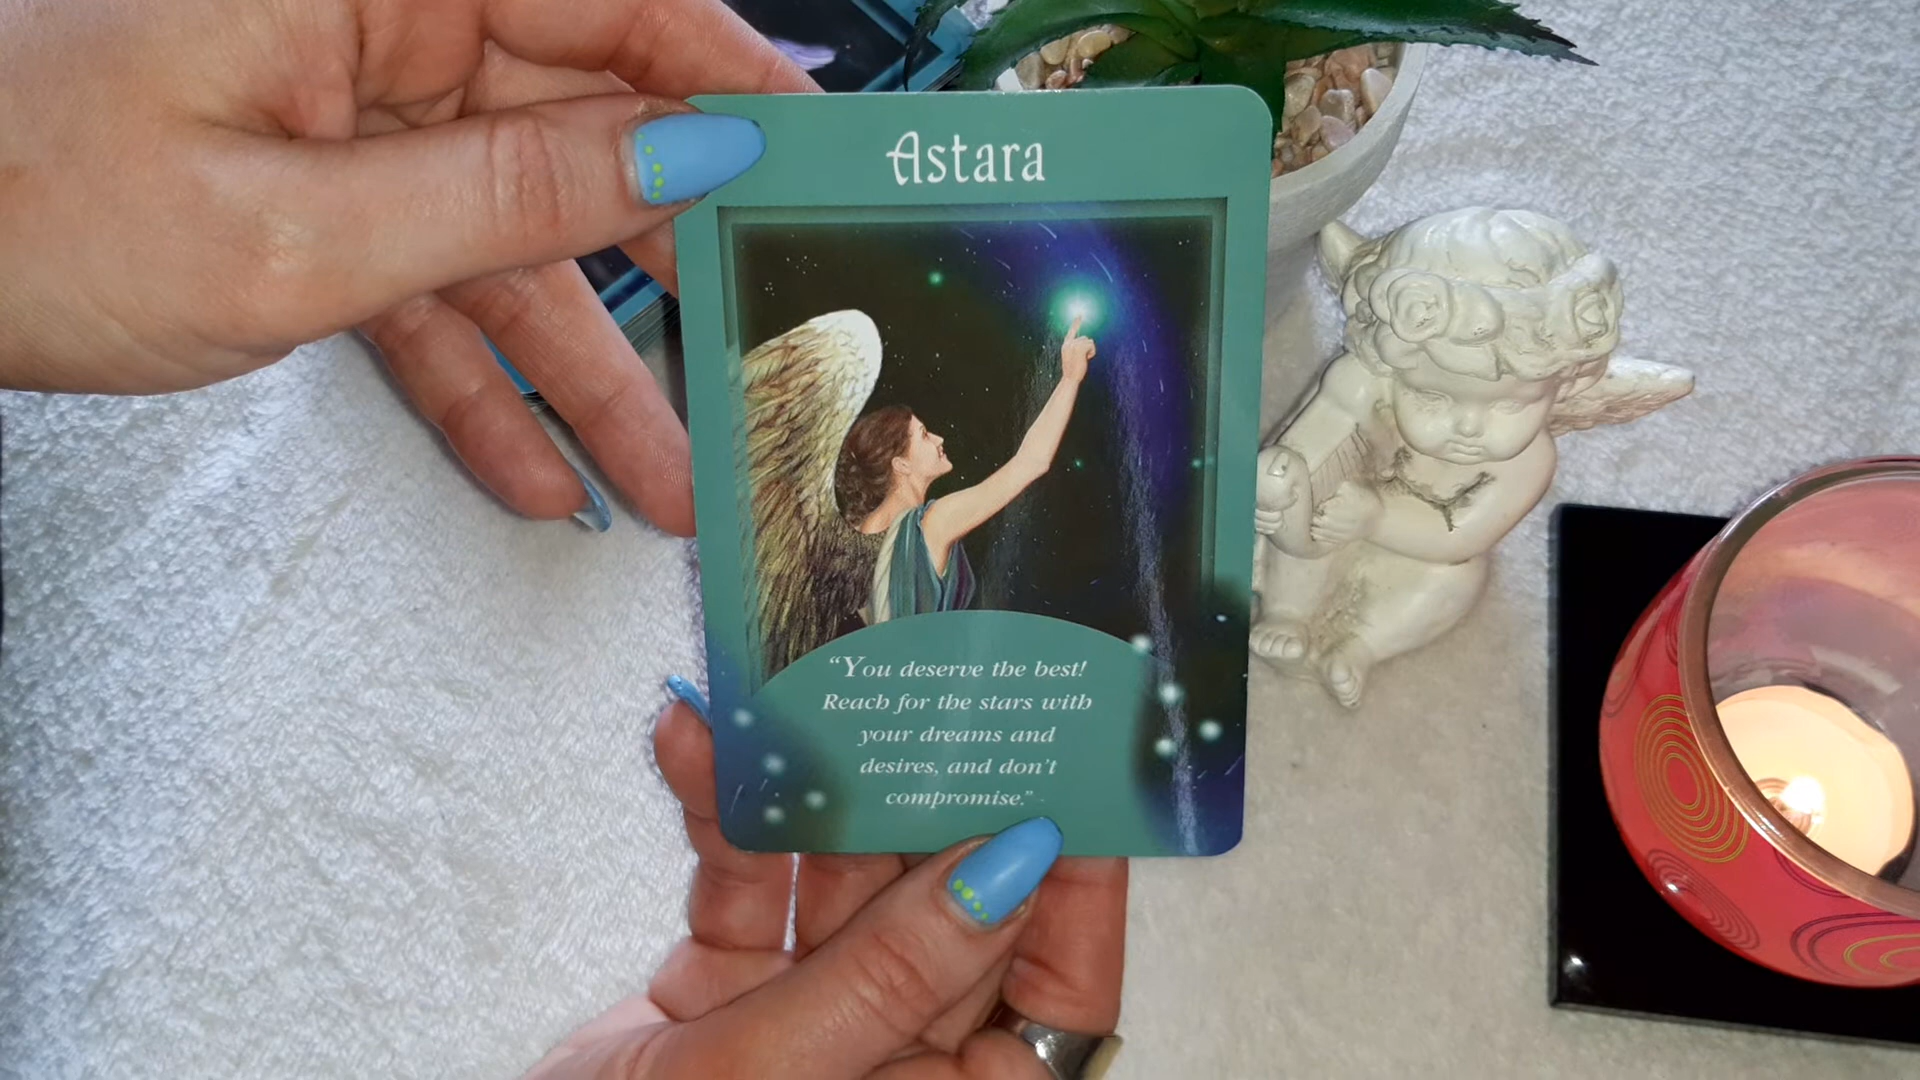 Astara
“You deserve the best!
Reach for the stars with
your dreams and
desires, and don't
compromise.”